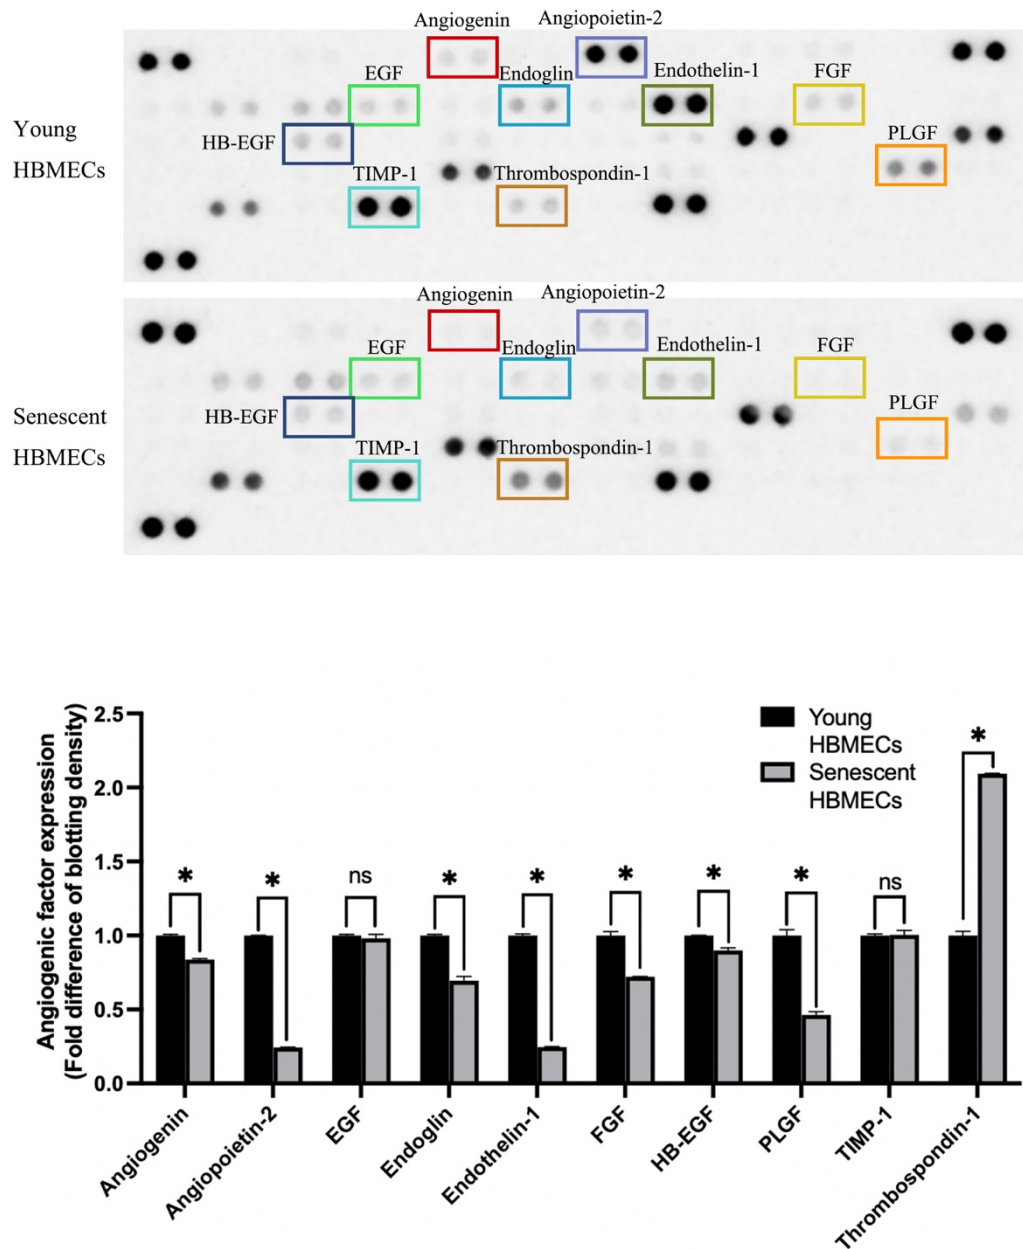 Angiogenin
Angiopoietin-2
EGF
Endoglin
Endothelin-1
FGF
Young
HBMECs
HB-EGF
PLGF
TIMP-1
Thrombospondin-1
Angiogenin
Angiopoietin-2
EGF
Endoglin
Endothelin-1
FGF
Senescent
HBMECs
HB-EGF
PLGF
TIMP-1
Thrombospondin-1
Angiogenic factor expression
(Fold difference of blotting density)
2.5
2.0
1.5
1.0
0.5
0.0
Young
HBMECs
Senescent
HBMECs
*
*
ns
*
*
*
*
*
ns
*
Angiogenin
Angiopoietin-2
EGF
Endoglin
Endothelin-1
FGF
HB-EGF
PLGF
TIMP-1
Thrombospondin-1